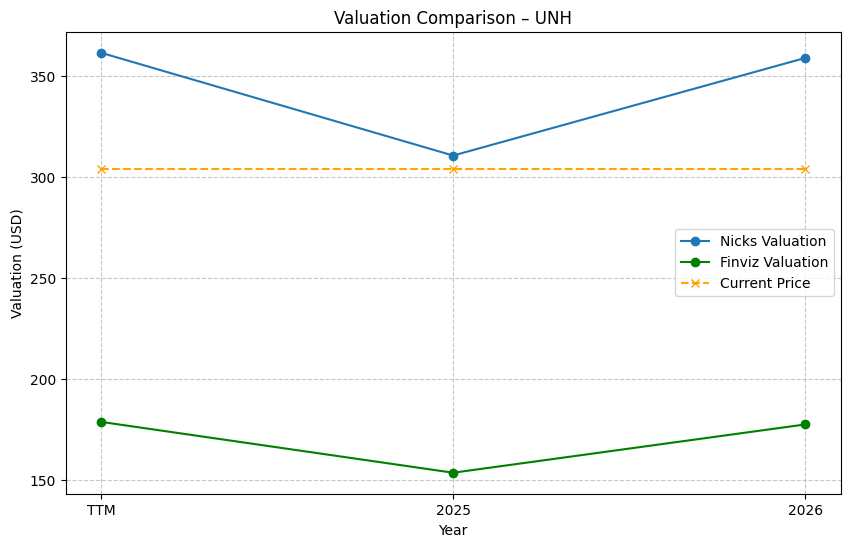 Valuation Comparison – UNH
Valuation (USD)
350
300
250
200
150
Nicks Valuation
Finviz Valuation
Current Price
TTM
2025
2026
Year